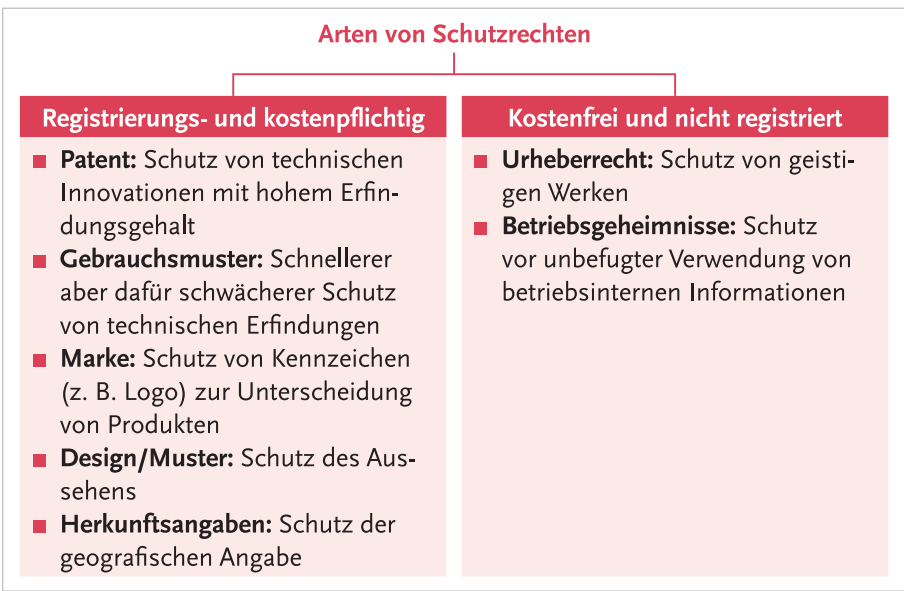 Arten von Schutzrechten
Registrierungs- und kostenpflichtig
Patent: Schutz von technischen
Innovationen mit hohem Erfin-
dungsgehalt
Gebrauchsmuster: Schnellerer
aber dafür schwächerer Schutz
von technischen Erfindungen
Marke: Schutz von Kennzeichen
(z. B. Logo) zur Unterscheidung
von Produkten
Design/Muster: Schutz des Aus-
sehens
Herkunftsangaben: Schutz der
geografischen Angabe
Kostenfrei und nicht registriert
Urheberrecht: Schutz von geisti-
gen Werken
Betriebsgeheimnisse: Schutz
vor unbefugter Verwendung von
betriebsinternen Informationen